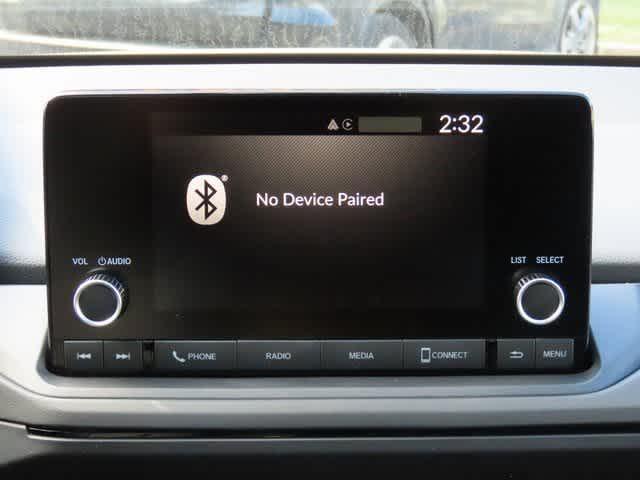 2:32
No Device Paired
VOL AUDIO
LIST SELECT
PHONE RADIO MEDIA CONNECT MENU